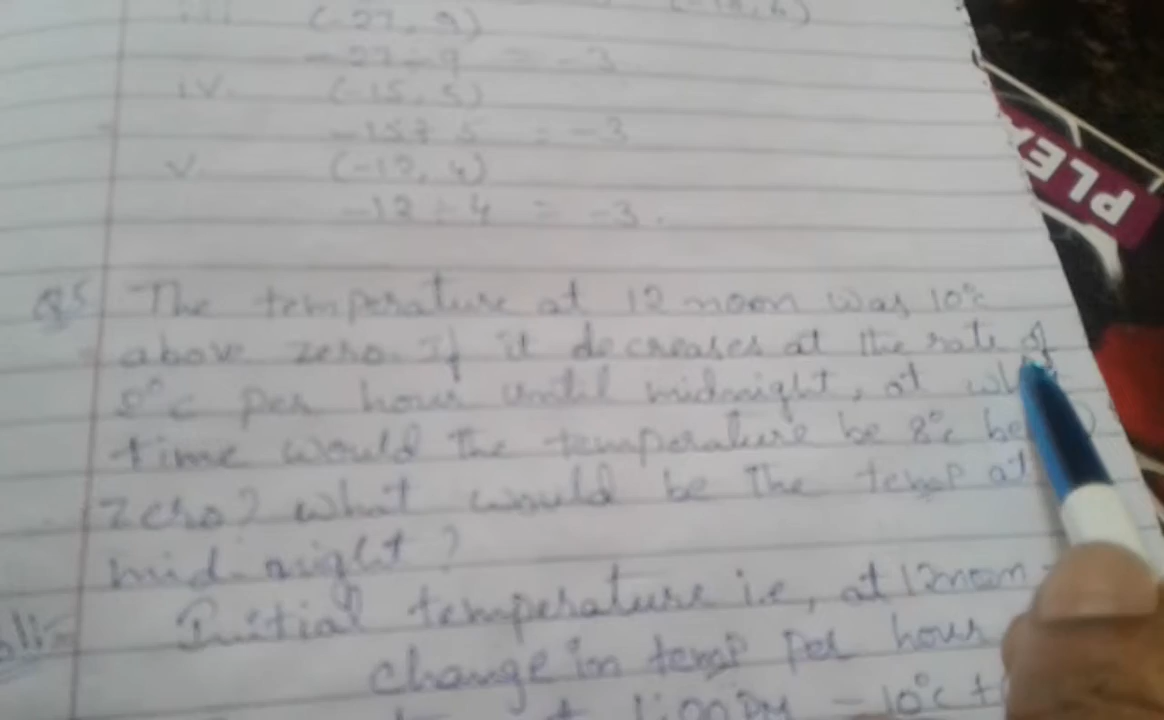 (-27, 9)
-27÷9 = -3
iv. (-15, 5)
-15÷5 = -3
v. (-12, 4)
-12÷4 = -3.
Q5 The temperature at 12 noon was 10°c
above zero. If it decreases at the rate of
per hour until midnight, at
time would the temperature be 8°c
zero? what would be the temp at
mid-night?
Initial temperature i.e, at 12 noon
change in temp per hour
1:00 PM - 10°c +
PLEX